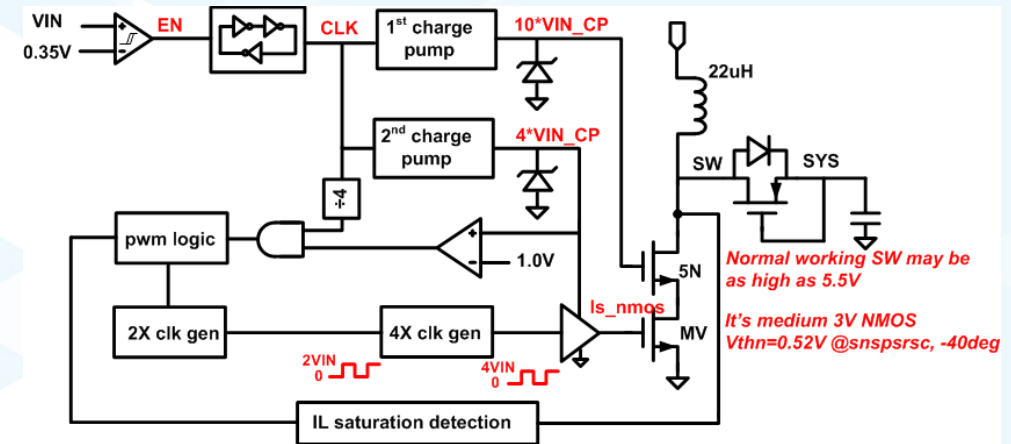 VIN
EN
0.35V
CLK
1st charge
pump
10*VIN_CP
22uH
2nd charge
pump
4*VIN_CP
SW
SYS
÷4
pwm logic
1.0V
Normal working SW may be
as high as 5.5V
5N
ls_nmos
It's medium 3V NMOS
Vthn=0.52V @snspsrsc, -40deg
MV
2X clk gen
4X clk gen
2VIN
0
4VIN
0
IL saturation detection